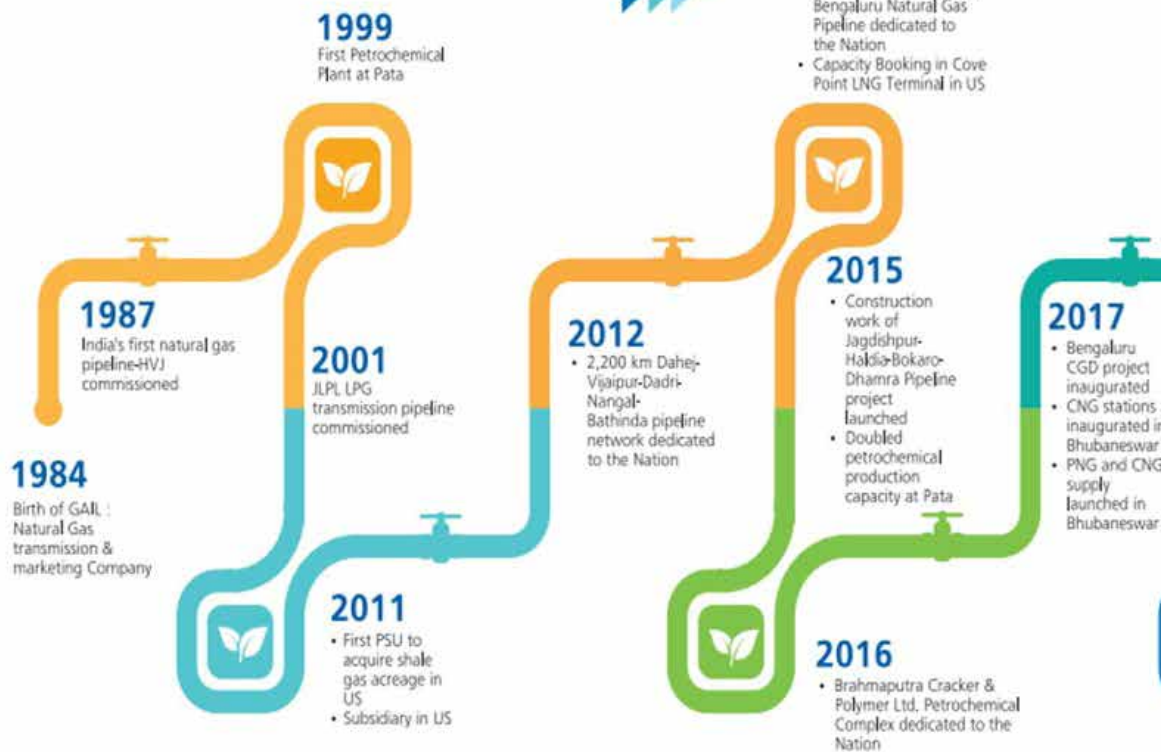 1999
First Petrochemical
Plant at Pata
Bengaluru Natural Gas
Pipeline dedicated to
the Nation
• Capacity Booking in Cove
Point LNG Terminal in US
1987
India's first natural gas
pipeline-HVJ
commissioned
1984
Birth of GAIL :
Natural Gas
transmission &
marketing Company
2001
JLPL LPG
transmission pipeline
commissioned
2011
• First PSU to
acquire shale
gas acreage in
US
• Subsidiary in US
2012
• 2,200 km Dahej-
Vijaipur-Dadri-
Nangal-
Bathinda pipeline
network dedicated
to the Nation
2015
• Construction
work of
Jagdishpur-
Haldia-Bokaro-
Dhamra Pipeline
project
launched
• Doubled
petrochemical
production
capacity at Pata
2016
• Brahmaputra Cracker &
Polymer Ltd. Petrochemical
Complex dedicated to the
Nation
2017
• Bengaluru
CGD project
inaugurated
• CNG stations
inaugurated in
Bhubaneswar
• PNG and CNG
supply
launched in
Bhubaneswar